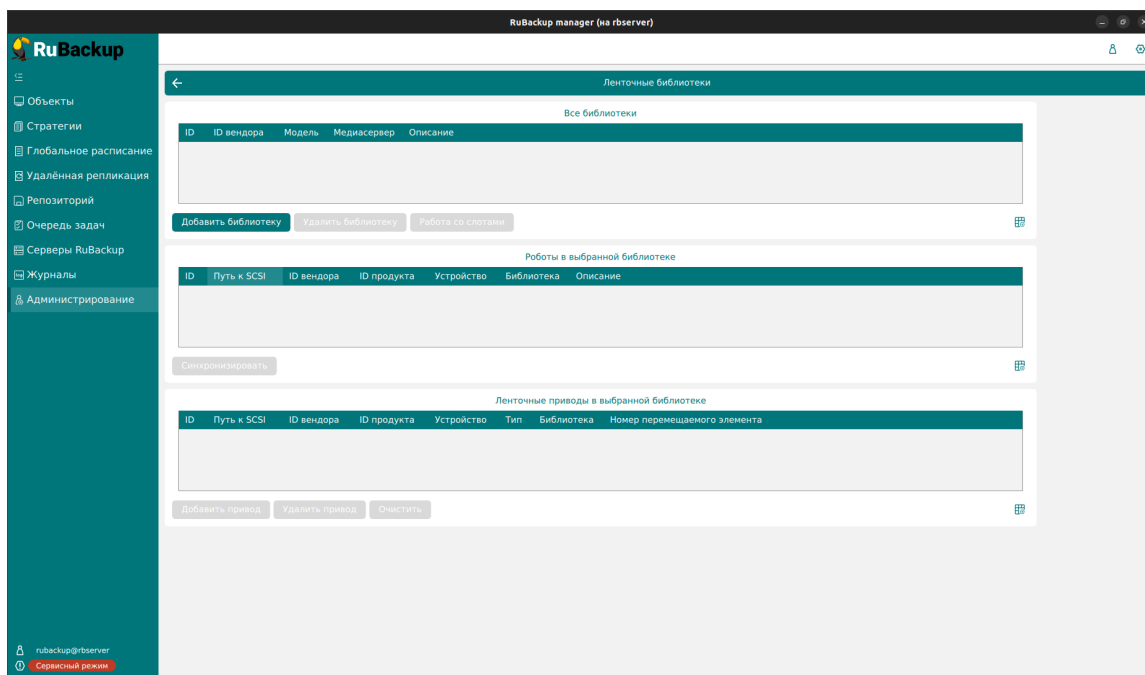 RuBackup manager (на rbserver)
RuBackup
Ленточные библиотеки
Объекты
Стратегии
Глобальное расписание
Удалённая репликация
Репозиторий
Очередь задач
Серверы RuBackup
Журналы
Администрирование
Все библиотеки
ID ID вендора Модель Медиасервер Описание
Добавить библиотеку Удалить библиотеку Работа со слотами
Роботы в выбранной библиотеке
ID Путь к SCSI ID вендора ID продукта Устройство Библиотека Описание
Синхронизировать
Ленточные приводы в выбранной библиотеке
ID Путь к SCSI ID вендора ID продукта Устройство Тип Библиотека Номер перемещаемого элемента
Добавить привод Удалить привод Очистить
rubackup@rbserver
Сервисный режим